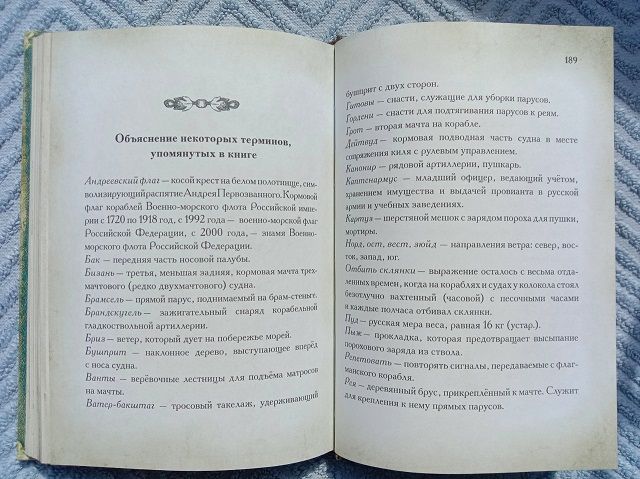 Объяснение некоторых терминов,
упомянутых в книге
Андреевский флаг — косой крест на белом полотнище, сим-
волизирующий распятие Андрея Первозванного. Кормовой
флаг кораблей Военно-морского флота Российской импе-
рии с 1720 по 1918 год, с 1992 года — военно-морской флаг
Российской Федерации, с 2000 года, — знамя Военно-
морского флота Российской Федерации.
Бак — передняя часть носовой палубы.
Бизань — третья, меньшая задняя, кормовая мачта трех-
мачтового (редко двухмачтового) судна.
Брамсель — прямой парус, поднимаемый на брам-стеньге.
Брандскугель — зажигательный снаряд корабельной
гладкоствольной артиллерии.
Бриз — ветер, который дует на побережье морей.
Бушприт — наклонное дерево, выступающее вперёд
с носа судна.
Ванты — верёвочные лестницы для подъёма матросов
на мачты.
Ватер-бакштаг — тросовый такелаж, удерживающий
189
бушприт с двух сторон.
Гитовы — снасти, служащие для уборки парусов.
Гордени — снасти для подтягивания парусов к реям.
Грот — вторая мачта на корабле.
Дейдвуд — кормовая подводная часть судна в месте
сопряжения киля с рулевым управлением.
Канонир — рядовой артиллерии, пушкарь.
Каптенармус — младший офицер, ведающий учётом,
хранением имущества и выдачей провианта в русской
армии и учебных заведениях.
Картуз — шерстяной мешок с зарядом пороха для пушки,
мортиры.
Норд, ост, вест, зюйд — направления ветра: север, вос-
ток, запад, юг.
Отбить склянки — выражение осталось с весьма отда-
ленных времен, когда на кораблях и судах у колокола стоял
безотлучно вахтенный (часовой) с песочными часами
и каждые полчаса отбивал склянки.
Пуд — русская мера веса, равная 16 кг (устар.).
Пыж — прокладка, которая предотвращает высыпание
порохового заряда из ствола.
Репетовать — повторять сигналы, передаваемые с флаг-
манского корабля.
Рея — деревянный брус, прикреплённый к мачте. Служит
для крепления к нему прямых парусов.